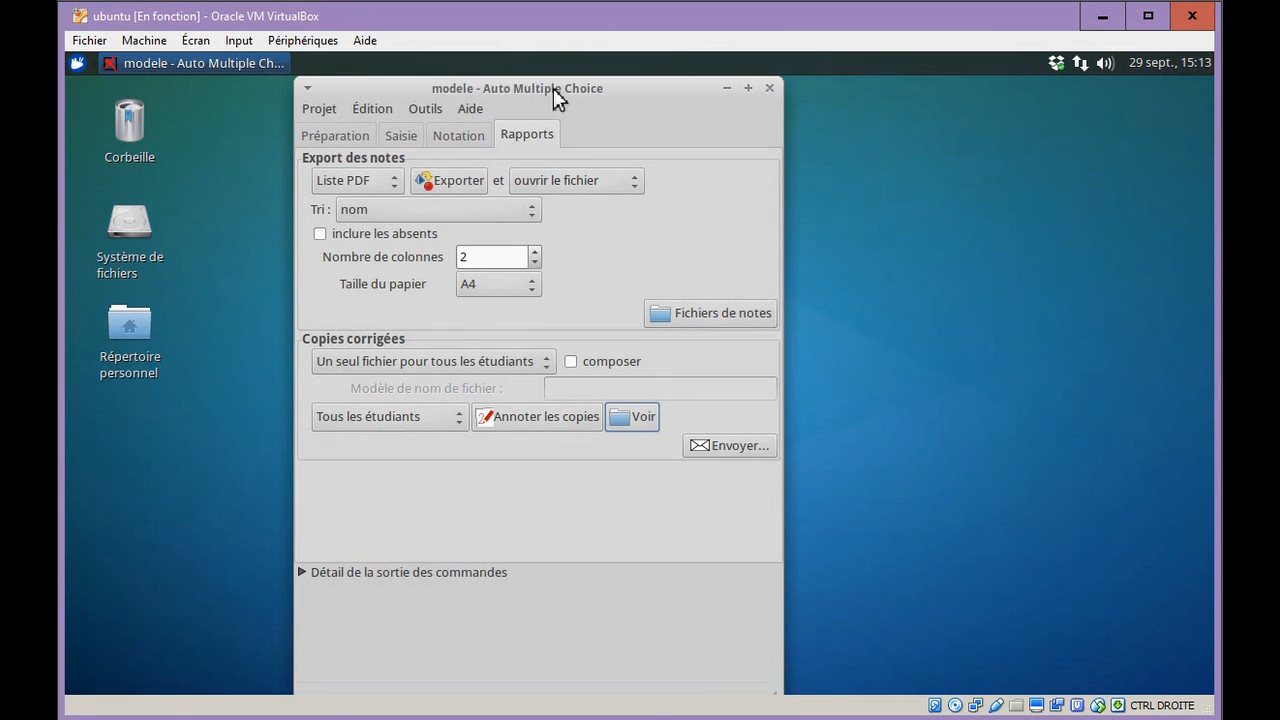 ubuntu [En fonction] - Oracle VM VirtualBox
Fichier Machine Écran Input Périphériques Aide
modele - Auto Multiple Ch... 29 sept., 15:13
modele - Auto Multiple Choice
Projet Édition Outils Aide
Préparation Saisie Notation Rapports
Export des notes
Liste PDF Exporter et ouvrir le fichier
Tri : nom
inclure les absents
Nombre de colonnes 2
Taille du papier A4
Fichiers de notes
Copies corrigées
Un seul fichier pour tous les étudiants composer
Modèle de nom de fichier :
Tous les étudiants Annoter les copies Voir
Envoyer...
Détail de la sortie des commandes
Corbeille
Système de
fichiers
Répertoire
personnel
CTRL DROITE